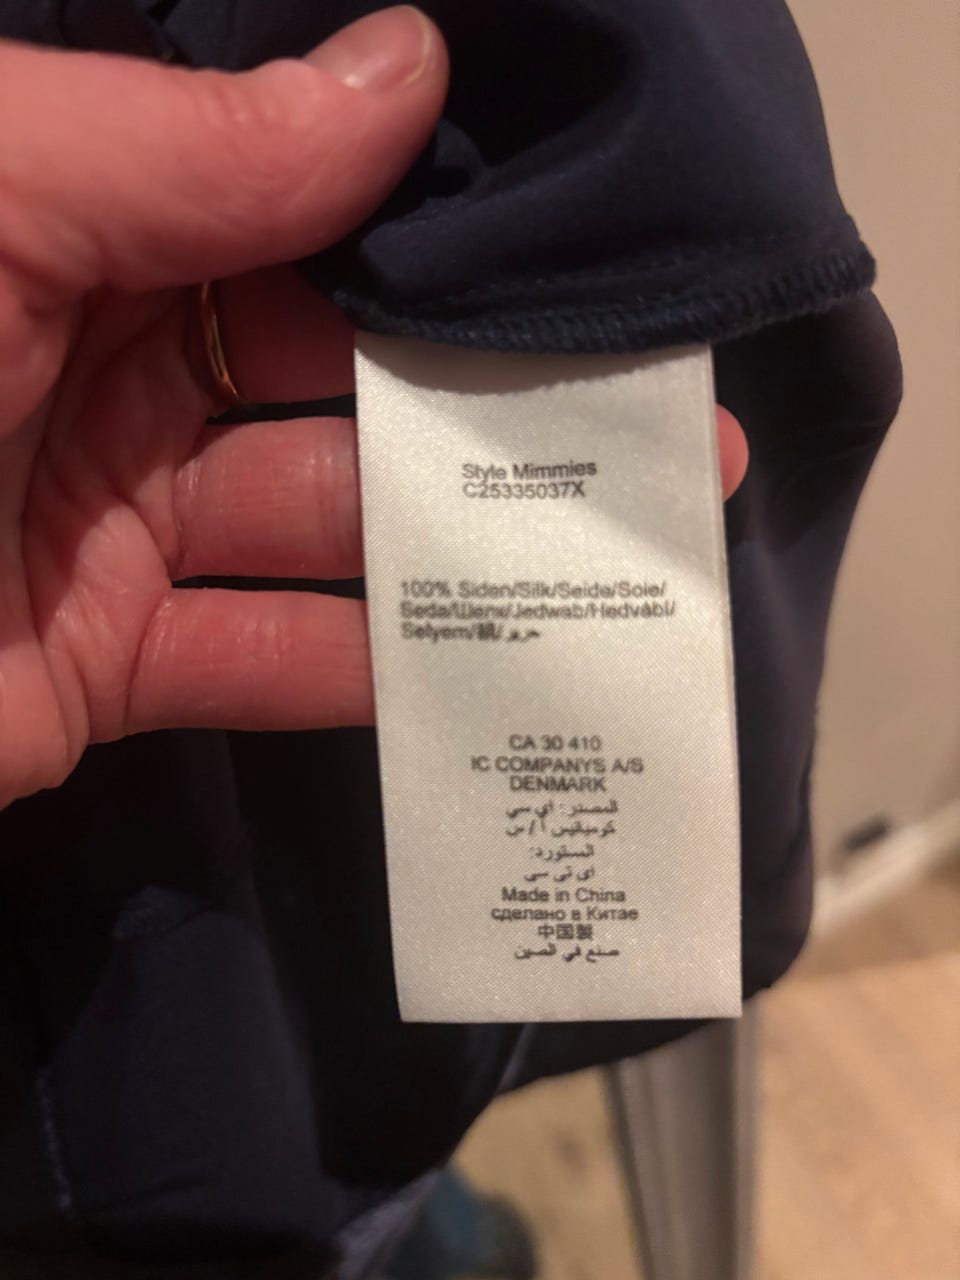 Style Mimmies
C25335037X
100% Siden/Silk/Seide/Soie/
Seda/Шелк/Jedwab/Hedvábí/
Selyem/絹/حرير
CA 30 410
IC COMPANYS A/S
DENMARK
المصدر: اي سي
كومبانيس أ / س
المستورد:
اي تي سي
Made in China
сделано в Китае
中国製
صنع في الصين